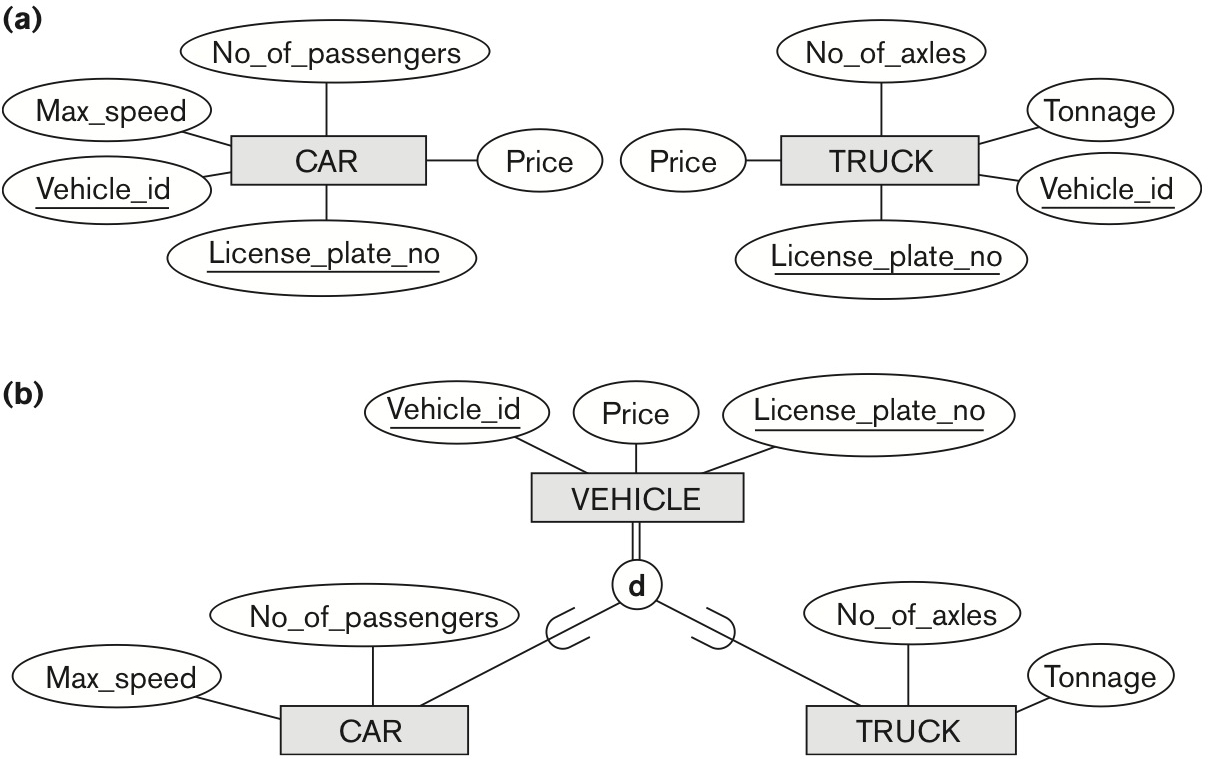 (a)
No_of_passengers
No_of_axles
Max_speed
Tonnage
CAR
Price
Price
TRUCK
Vehicle_id
Vehicle_id
License_plate_no
License_plate_no
(b)
Vehicle_id
Price
License_plate_no
VEHICLE
d
No_of_passengers
No_of_axles
Max_speed
Tonnage
CAR
TRUCK